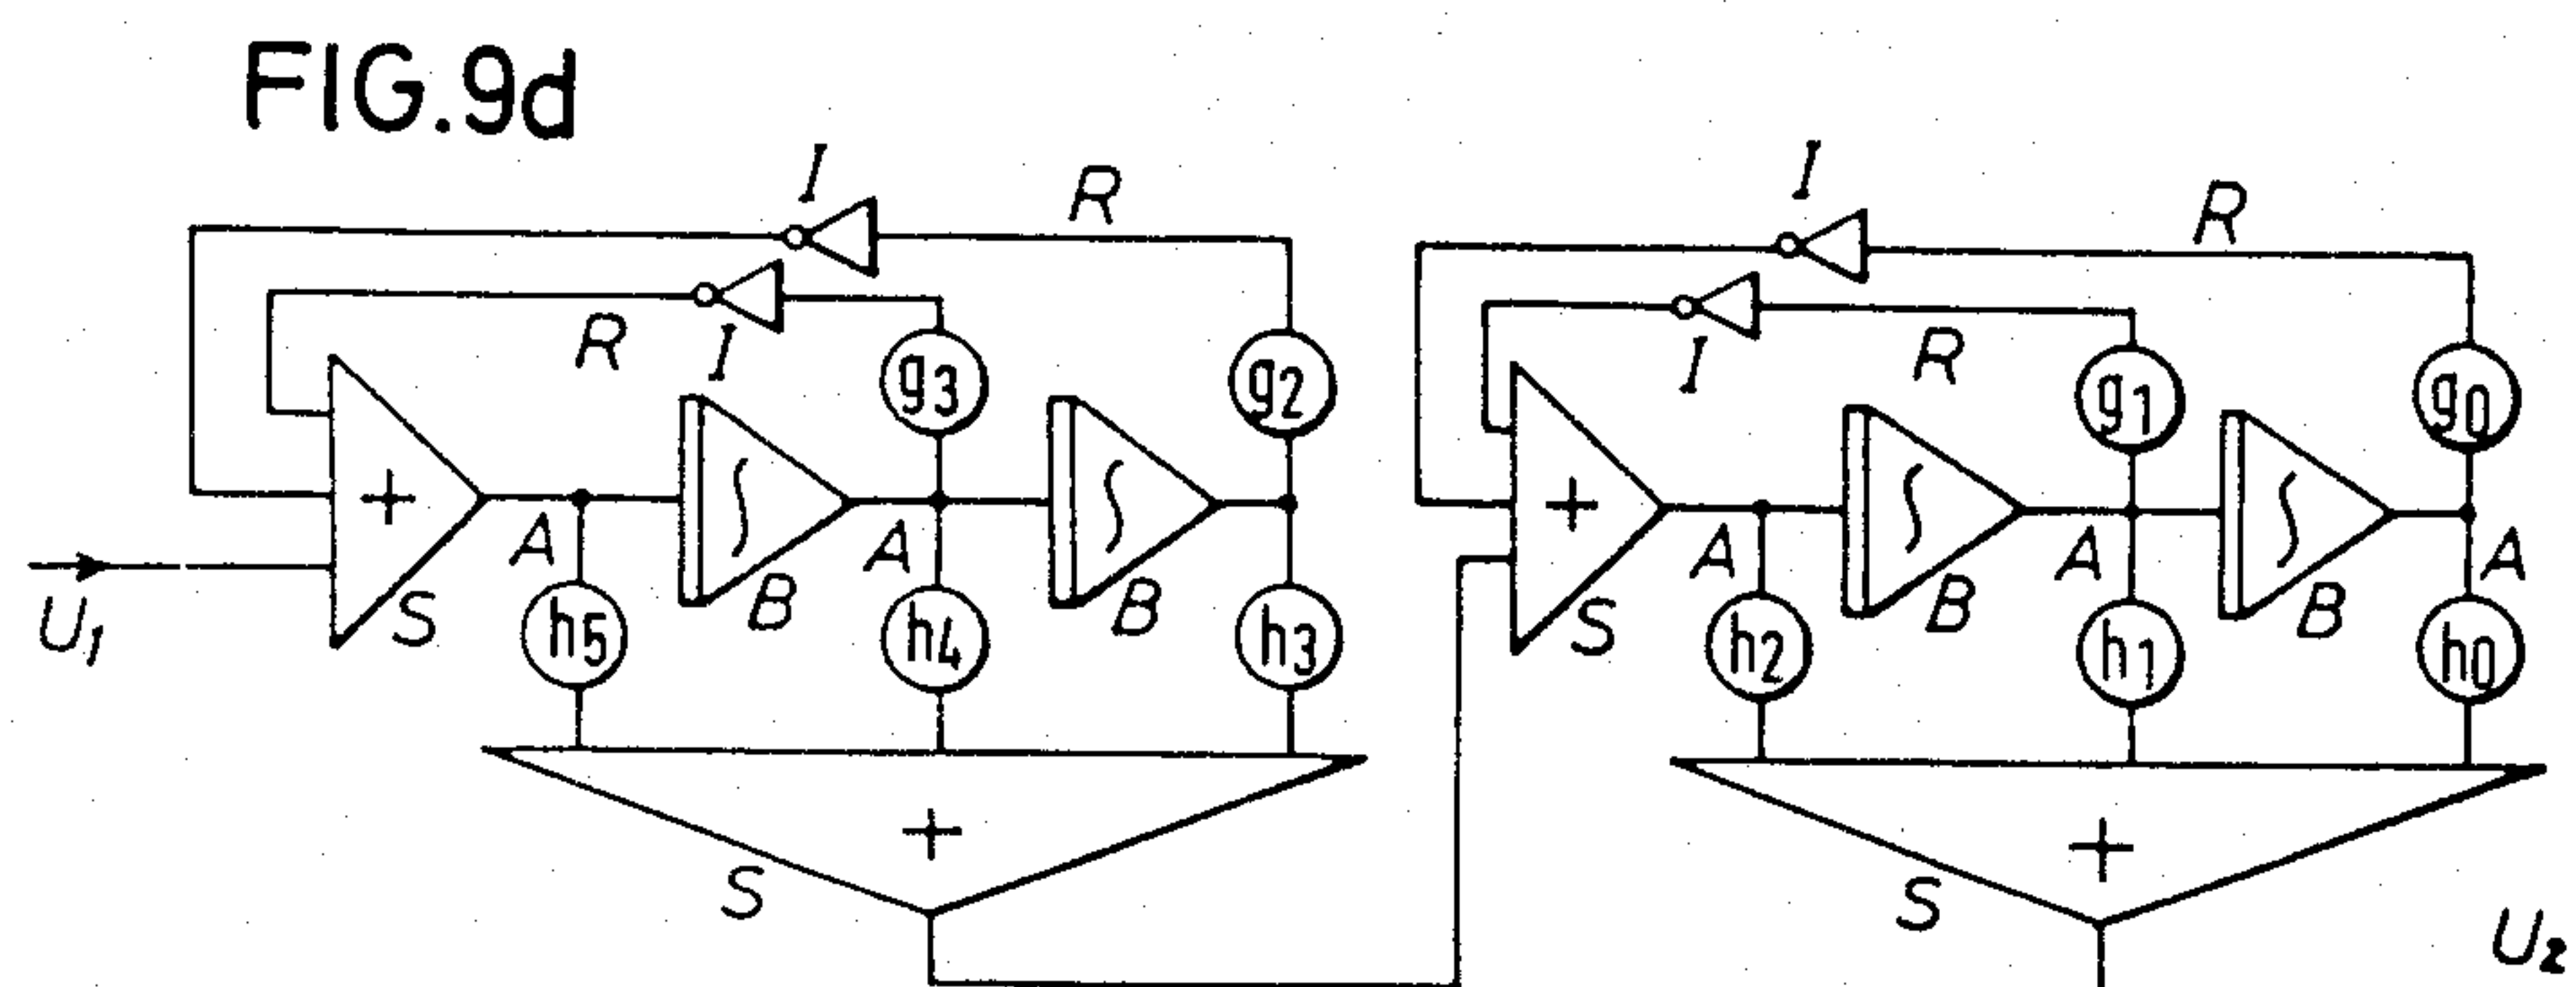 FIG.9d
I R I R
R I I R
g3 g2 g1 g0
+ ∫ ∫ + ∫ ∫
A A A A A
U1 S B B S B B
h5 h4 h3 h2 h1 h0
+ +
S S
U2